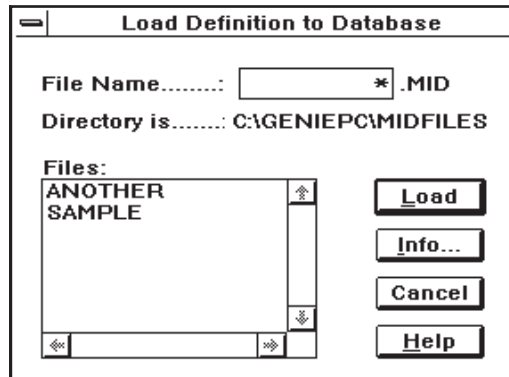 Load Definition to Database
File Name........: * .MID
Directory is.......: C:\GENIEPC\MIDFILES
Files:
ANOTHER
SAMPLE
Load
Info...
Cancel
Help